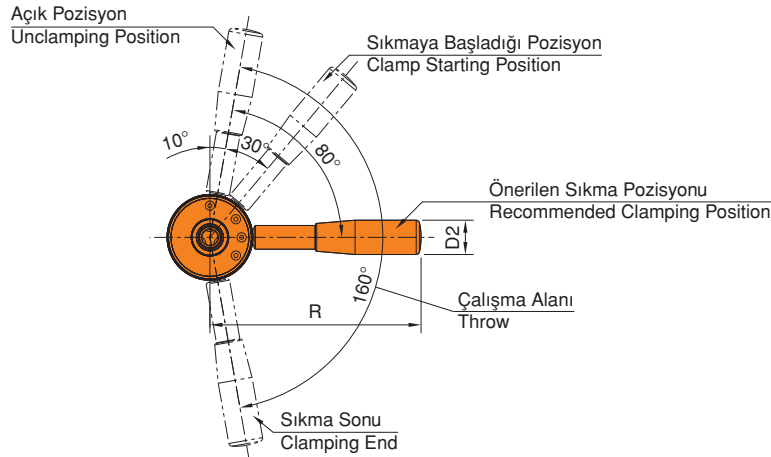 Açık Pozisyon
Unclamping Position
Sıkmaya Başladığı Pozisyon
Clamp Starting Position
10°
30°
80°
Önerilen Sıkma Pozisyonu
Recommended Clamping Position
D2
160°
R
Çalışma Alanı
Throw
Sıkma Sonu
Clamping End